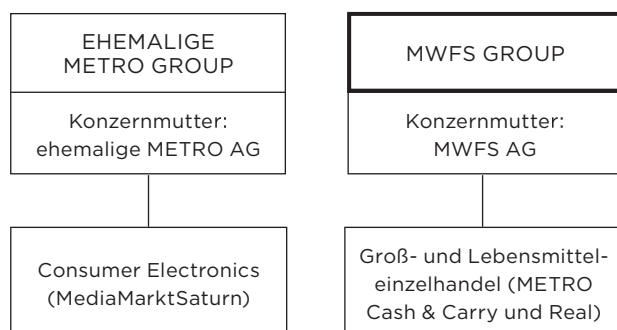 EHEMALIGE
METRO GROUP
Konzernmutter:
ehemalige METRO AG
Consumer Electronics
(MediaMarktSaturn)
MWFS GROUP
Konzernmutter:
MWFS AG
Groß- und Lebensmittel-
einzelhandel (METRO
Cash & Carry und Real)